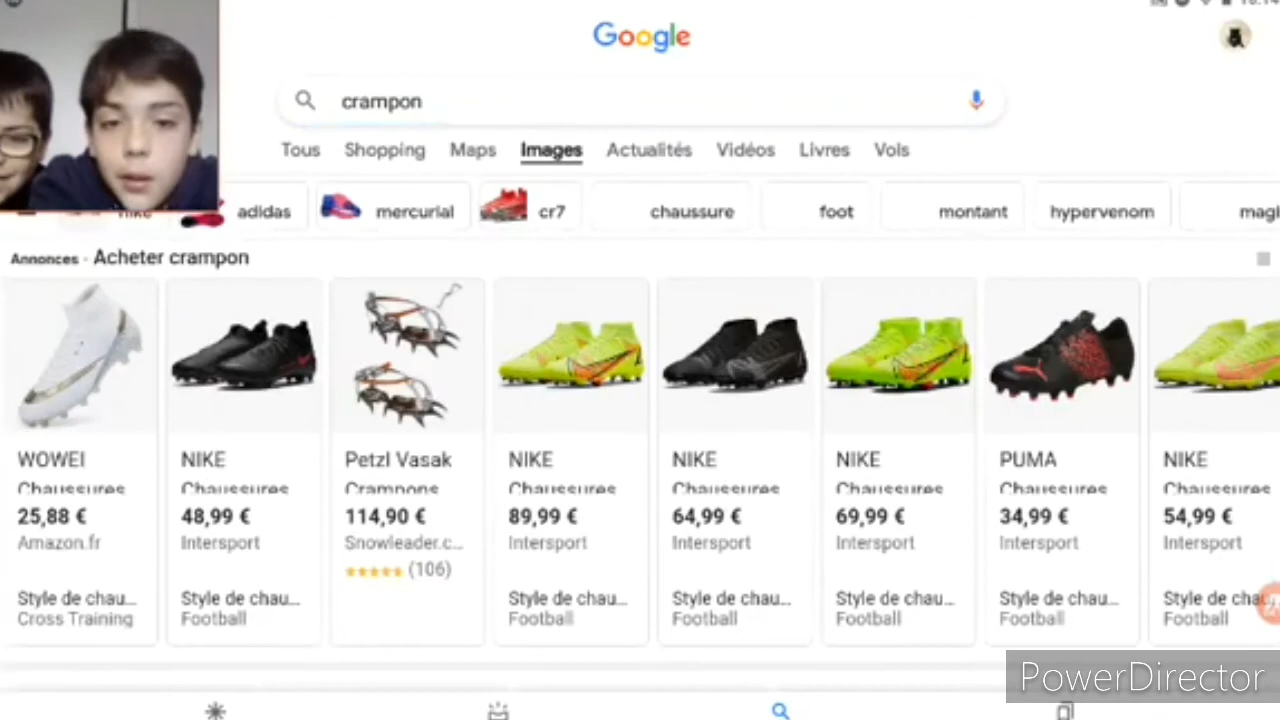 Google
crampon
Tous Shopping Maps Images Actualités Vidéos Livres Vols
adidas mercurial cr7 chaussure foot montant hypervenom
Annonces · Acheter crampon
WOWEI NIKE Petzl Vasak NIKE NIKE NIKE PUMA NIKE
Chaussures Chaussures Crampons Chaussures Chaussures Chaussures Chaussures Chaussures
25,88 € 48,99 € 114,90 € 89,99 € 64,99 € 69,99 € 34,99 € 54,99 €
Amazon.fr Intersport Snowleader.c... Intersport Intersport Intersport Intersport Intersport
(106)
Style de chau... Style de chau... Style de chau... Style de chau... Style de chau... Style de chau... Style de chau...
Cross Training Football Football Football Football Football Football
PowerDirector